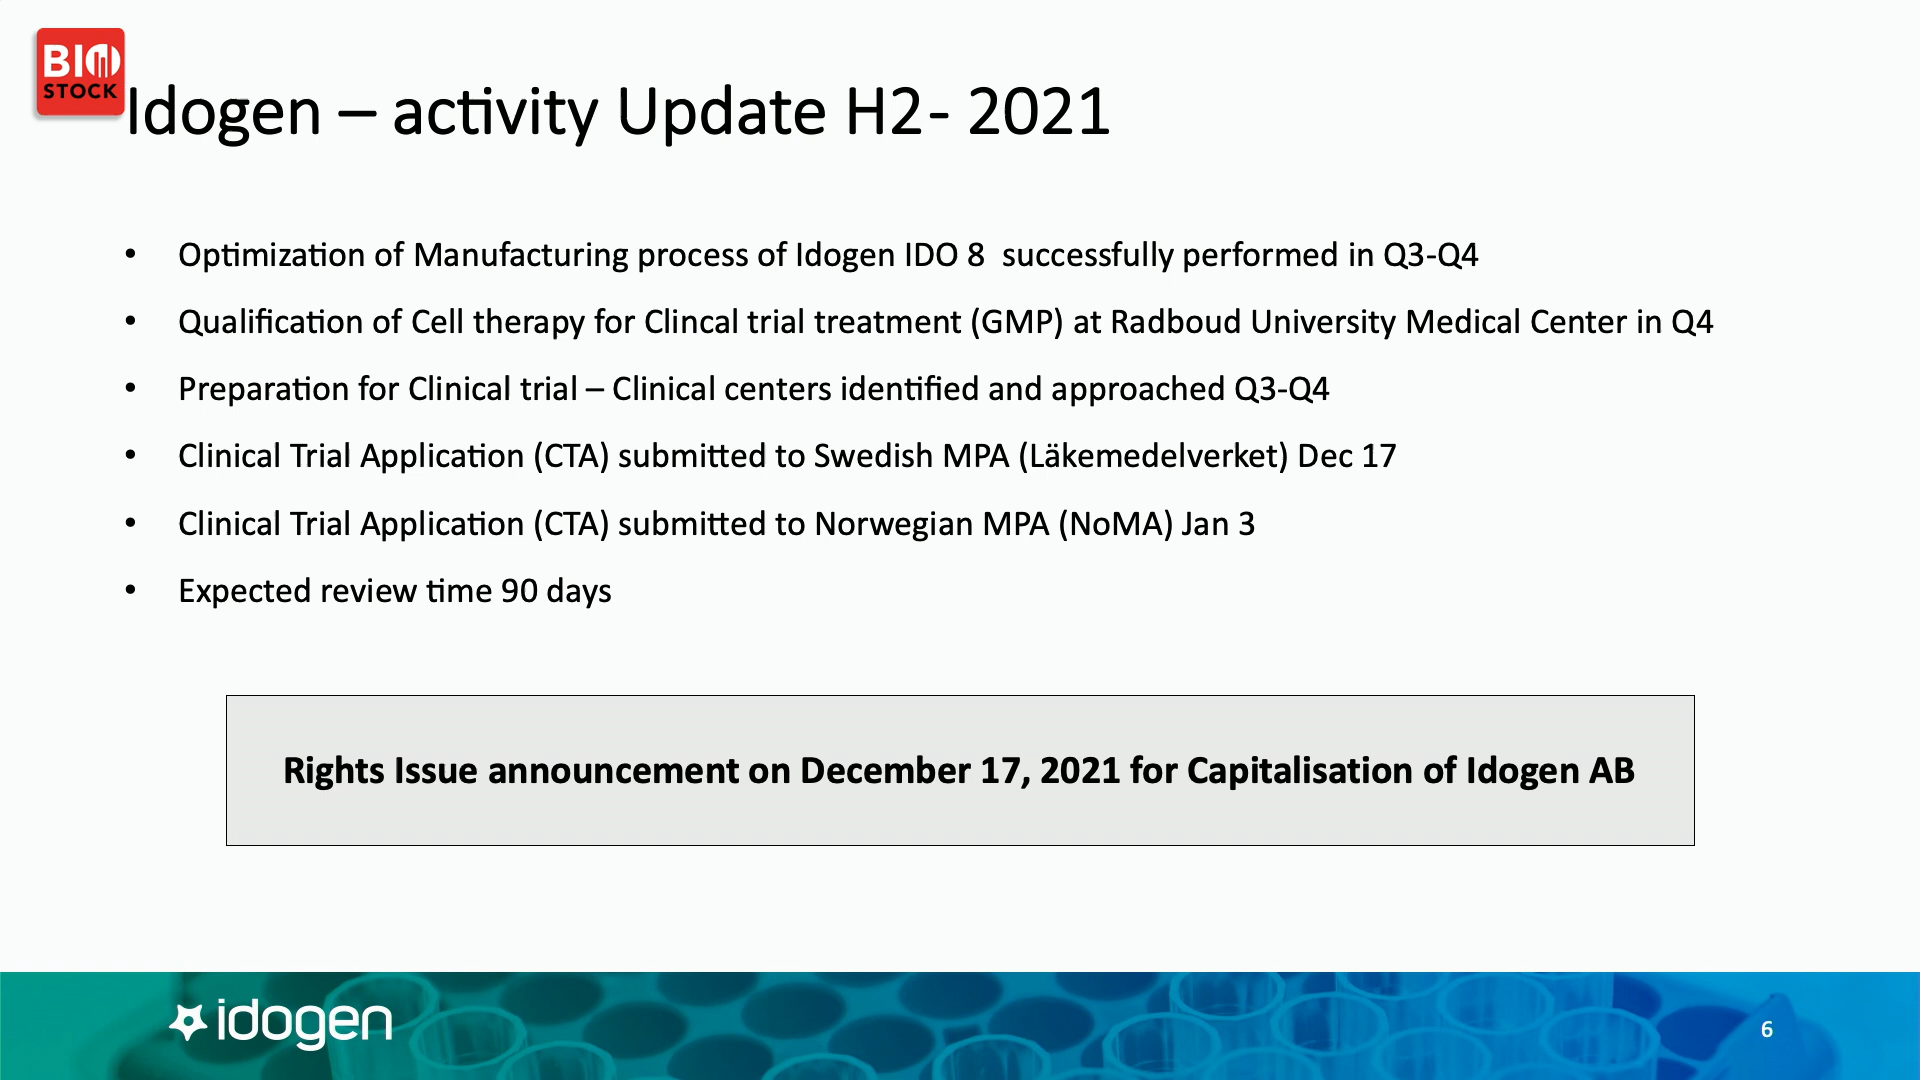 BIO
STOCK
Idogen – activity Update H2- 2021
• Optimization of Manufacturing process of Idogen IDO 8  successfully performed in Q3-Q4
• Qualification of Cell therapy for Clincal trial treatment (GMP) at Radboud University Medical Center in Q4
• Preparation for Clinical trial – Clinical centers identified and approached Q3-Q4
• Clinical Trial Application (CTA) submitted to Swedish MPA (Läkemedelverket) Dec 17
• Clinical Trial Application (CTA) submitted to Norwegian MPA (NoMA) Jan 3
• Expected review time 90 days
Rights Issue announcement on December 17, 2021 for Capitalisation of Idogen AB
idogen
6